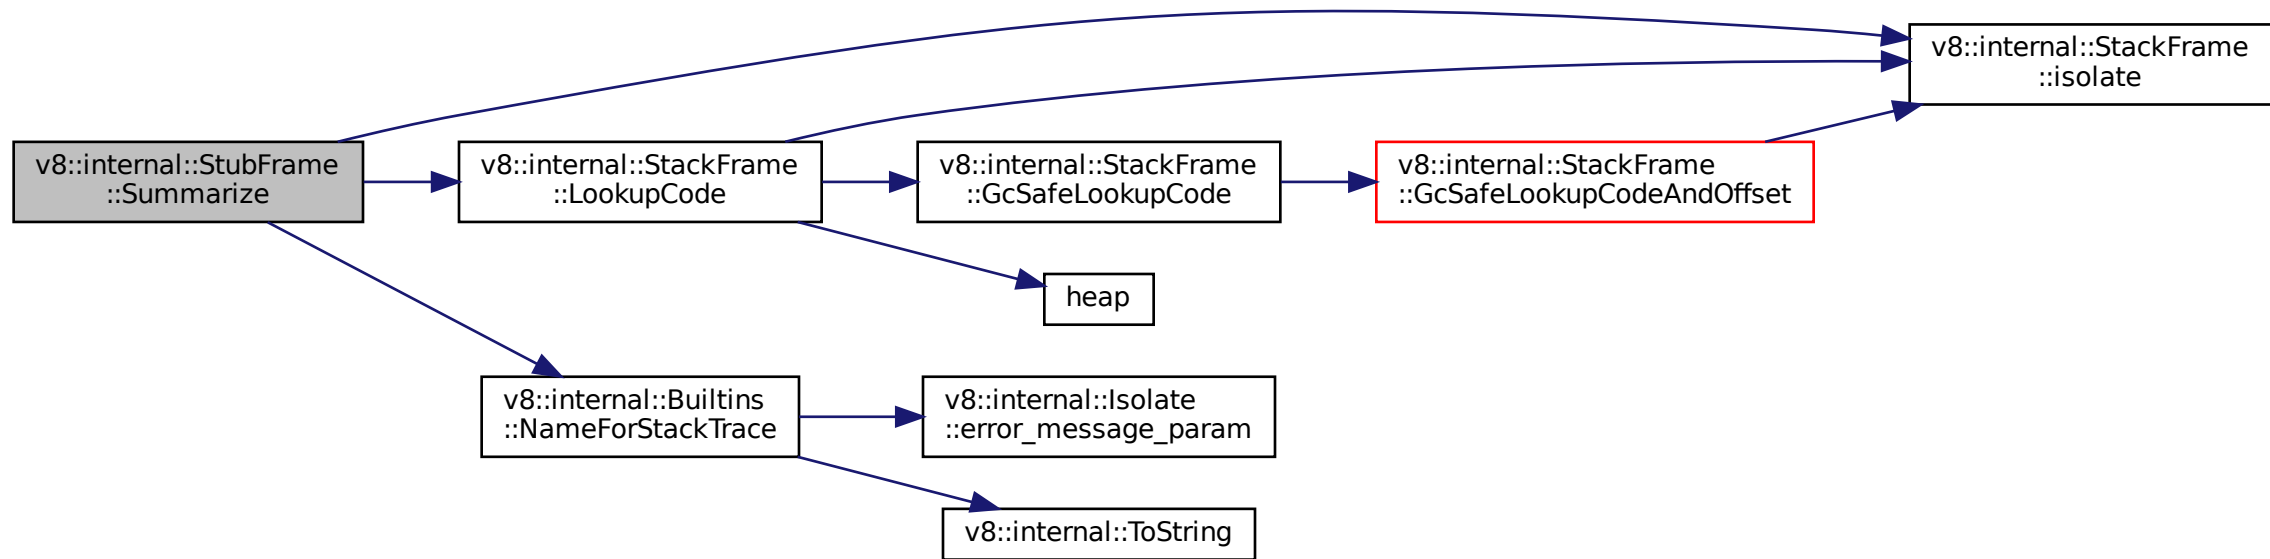 v8::internal::StackFrame
::isolate
v8::internal::StubFrame
::Summarize
v8::internal::StackFrame
::LookupCode
v8::internal::StackFrame
::GcSafeLookupCode
v8::internal::StackFrame
::GcSafeLookupCodeAndOffset
heap
v8::internal::Builtins
::NameForStackTrace
v8::internal::Isolate
::error_message_param
v8::internal::ToString